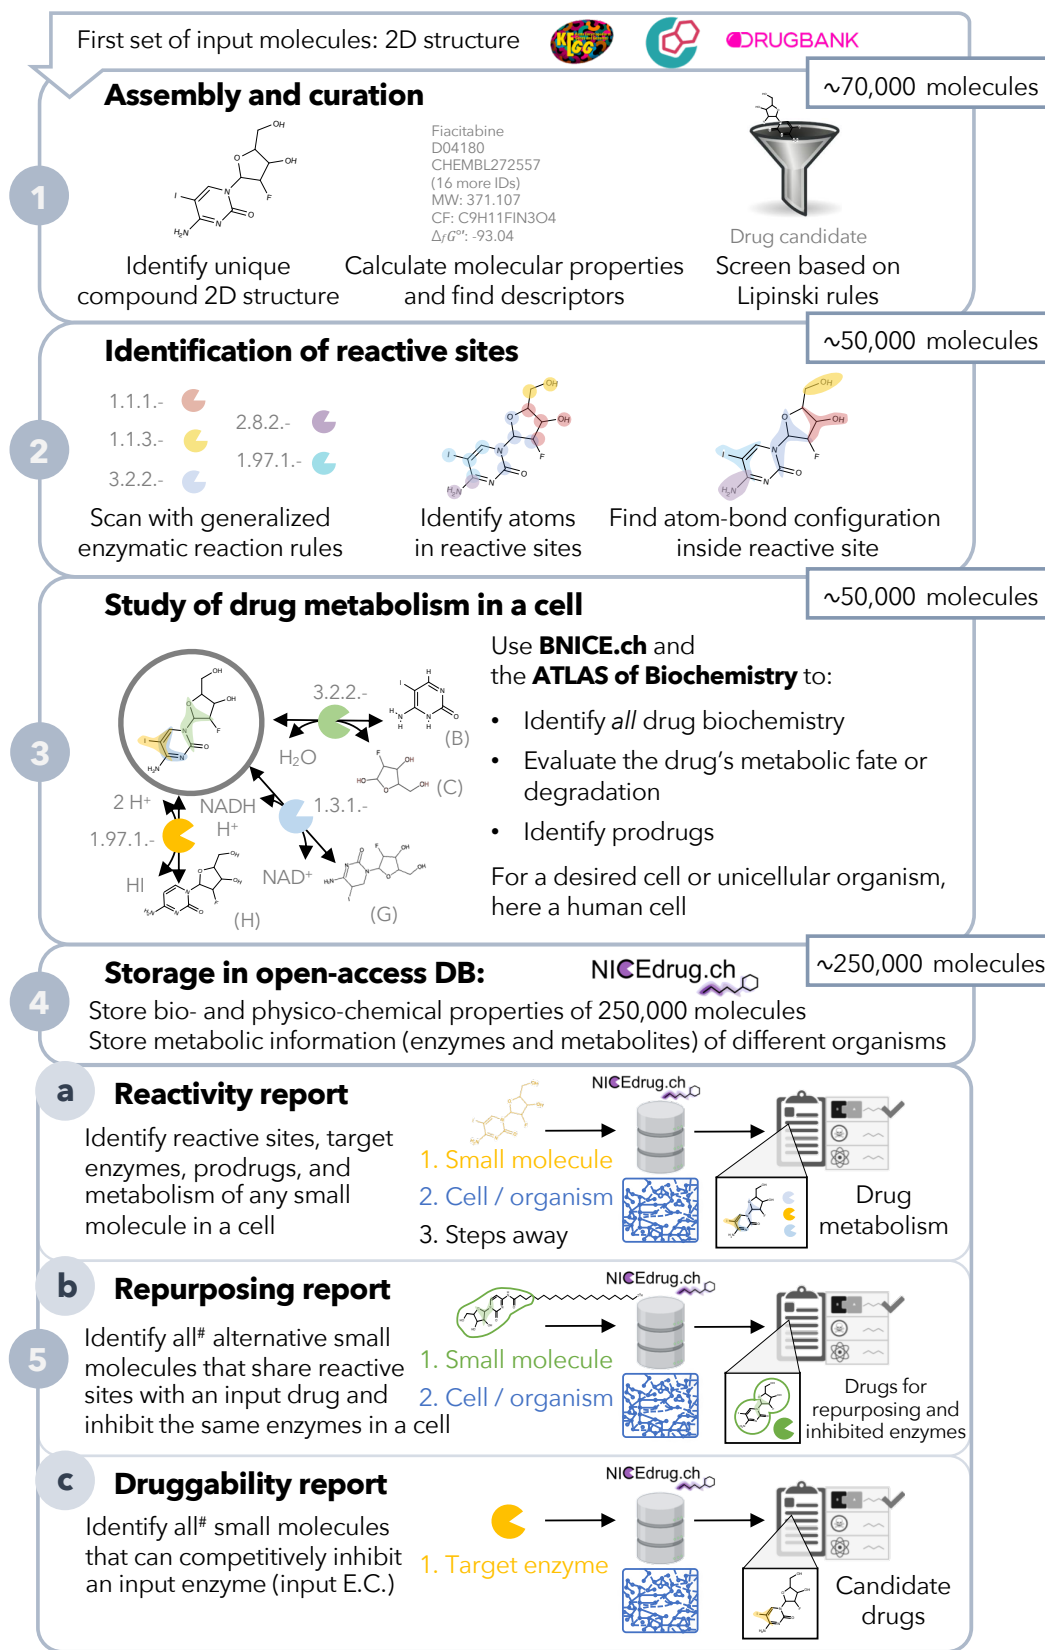 First set of input molecules: 2D structure
KEGG
DRUGBANK
~70,000 molecules
1
Assembly and curation
OH
O
OH
N
F
I
N
O
H₂N
Fiacitabine
D04180
CHEMBL272557
(16 more IDs)
MW: 371.107
CF: C9H11FIN3O4
ΔfG°': -93.04
Drug candidate
Identify unique
compound 2D structure
Calculate molecular properties
and find descriptors
Screen based on
Lipinski rules
~50,000 molecules
2
Identification of reactive sites
1.1.1.-
1.1.3.-
3.2.2.-
2.8.2.-
1.97.1.-
OH
O
OH
N
F
I
N
O
H₂N
OH
O
OH
N
F
I
N
O
H₂N
Scan with generalized
enzymatic reaction rules
Identify atoms
in reactive sites
Find atom-bond configuration
inside reactive site
~50,000 molecules
3
Study of drug metabolism in a cell
OH
O
OH
F
N
I
N
O
H₂N
3.2.2.-
H₂O
(B)
(C)
2 H⁺
NADH
H⁺
1.3.1.-
1.97.1.-
HI
NAD⁺
(H)
(G)
Use BNICE.ch and
the ATLAS of Biochemistry to:
• Identify all drug biochemistry
• Evaluate the drug's metabolic fate or
degradation
• Identify prodrugs
For a desired cell or unicellular organism,
here a human cell
~250,000 molecules
4
Storage in open-access DB:
NICEdrug.ch
Store bio- and physico-chemical properties of 250,000 molecules
Store metabolic information (enzymes and metabolites) of different organisms
5
a
Reactivity report
Identify reactive sites, target
enzymes, prodrugs, and
metabolism of any small
molecule in a cell
1. Small molecule
2. Cell / organism
3. Steps away
NICEdrug.ch
Drug
metabolism
b
Repurposing report
Identify all# alternative small
molecules that share reactive
sites with an input drug and
inhibit the same enzymes in a cell
1. Small molecule
2. Cell / organism
NICEdrug.ch
Drugs for
repurposing and
inhibited enzymes
c
Druggability report
Identify all# small molecules
that can competitively inhibit
an input enzyme (input E.C.)
1. Target enzyme
NICEdrug.ch
Candidate
drugs